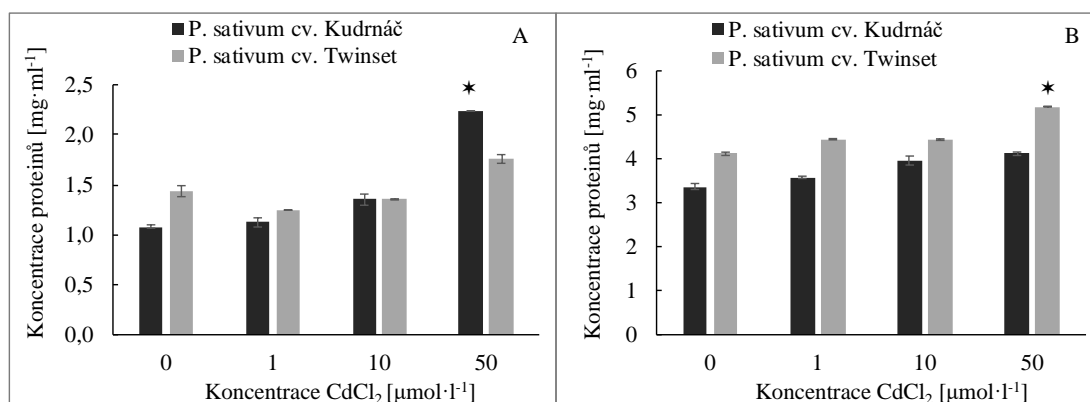 P. sativum cv. Kudrnáč
P. sativum cv. Twinset
A
Koncentrace proteinů [mg·ml-1]
2,5
2,0
1,5
1,0
0,5
0,0
0 1 10 50
Koncentrace CdCl2 [μmol·l-1]
P. sativum cv. Kudrnáč
P. sativum cv. Twinset
B
Koncentrace proteinů [mg·ml-1]
6
5
4
3
2
1
0
0 1 10 50
Koncentrace CdCl2 [μmol·l-1]